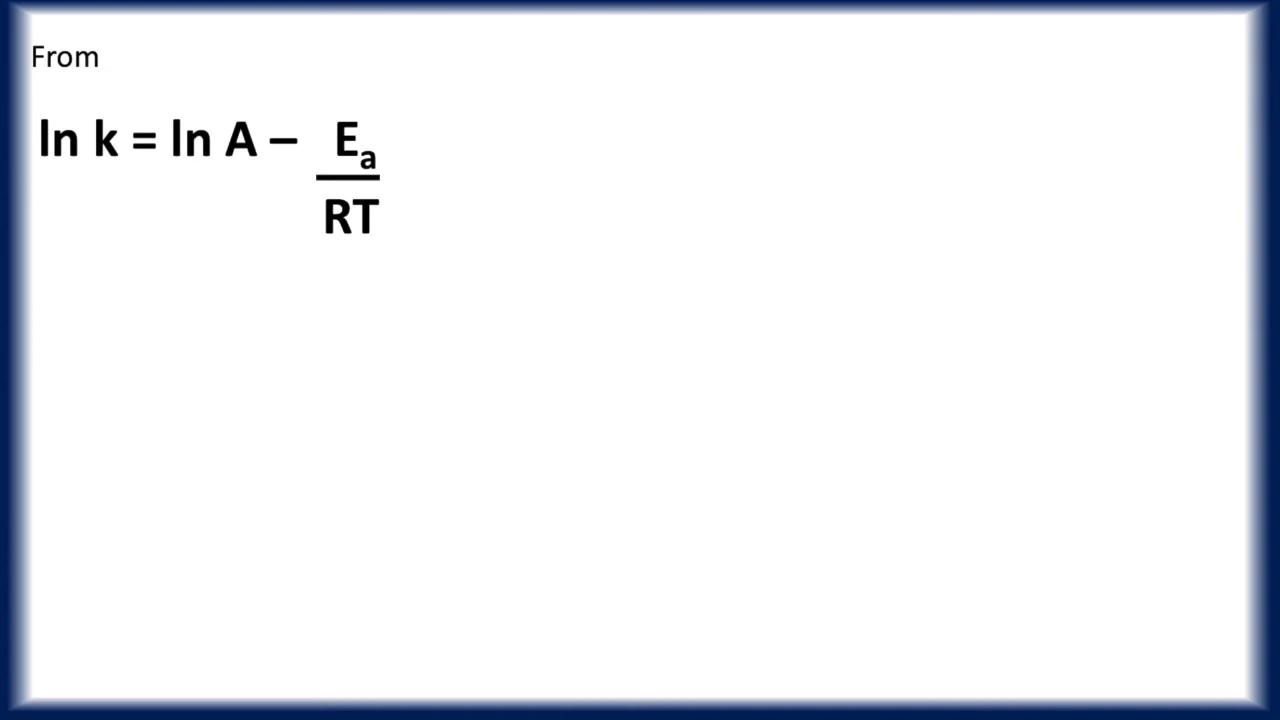 From
ln k = ln A – Ea
RT